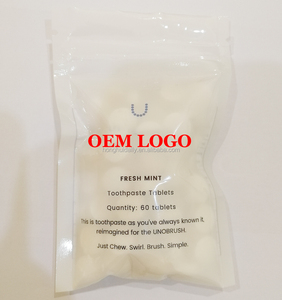 OEM LOGO
FRESH MINT
Toothpaste Tablets
Quantity: 60 tablets
This is toothpaste as you've always known it,
reimagined for the UNOBRUSH.
Just Chew. Swirl. Brush. Simple.